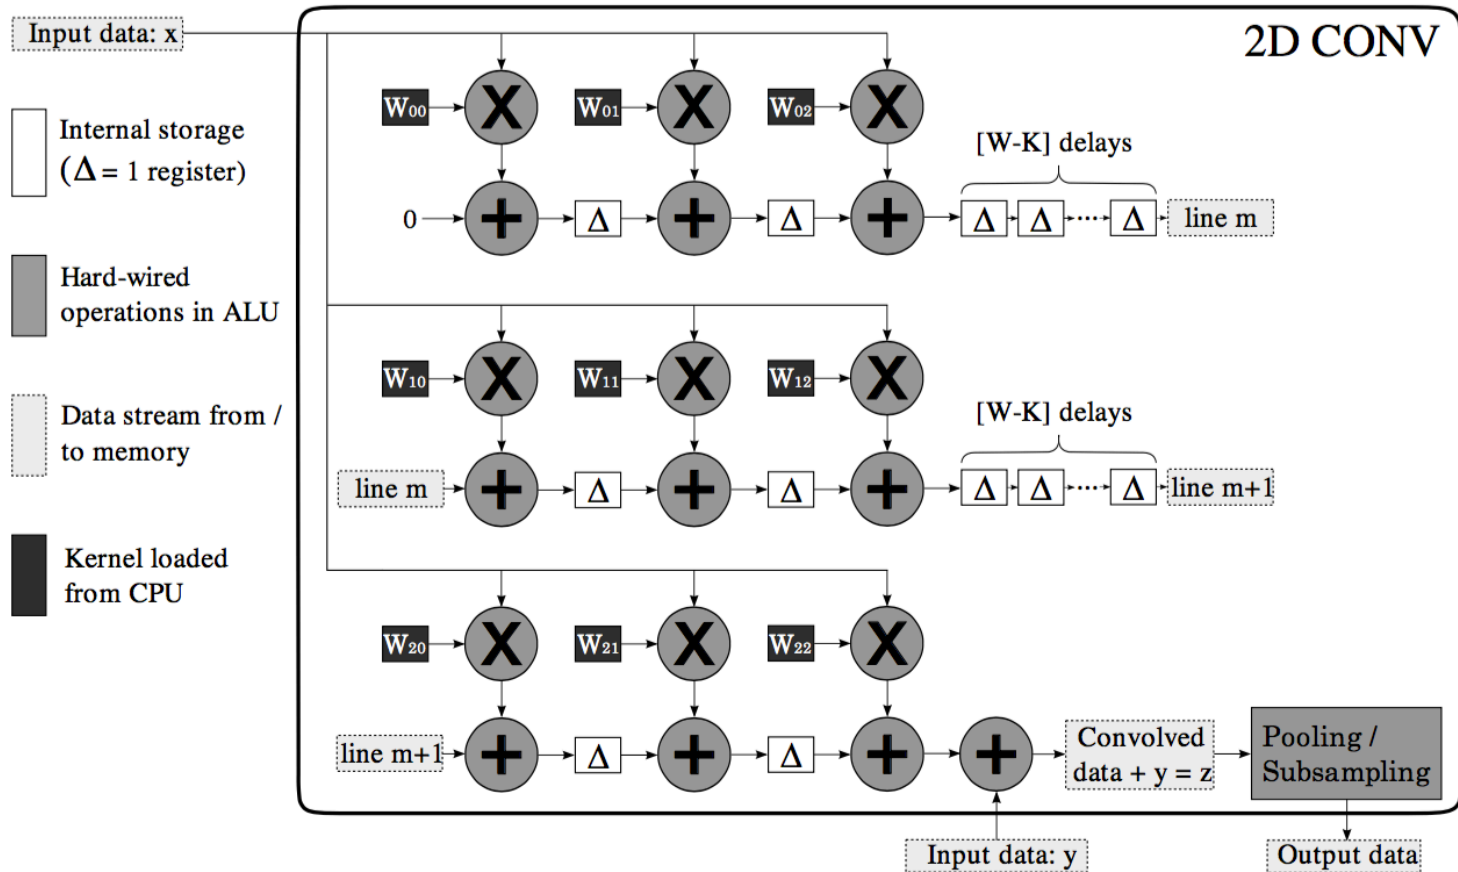 Input data: x
2D CONV
W00
W01
W02
Internal storage
(Δ = 1 register)
[W-K] delays
0
Δ
Δ
Δ
Δ
...
Δ
line m
Hard-wired
operations in ALU
W10
W11
W12
Data stream from /
to memory
[W-K] delays
line m
Δ
Δ
Δ
Δ
...
Δ
line m+1
Kernel loaded
from CPU
W20
W21
W22
line m+1
Δ
Δ
Convolved
data + y = z
Pooling /
Subsampling
Input data: y
Output data